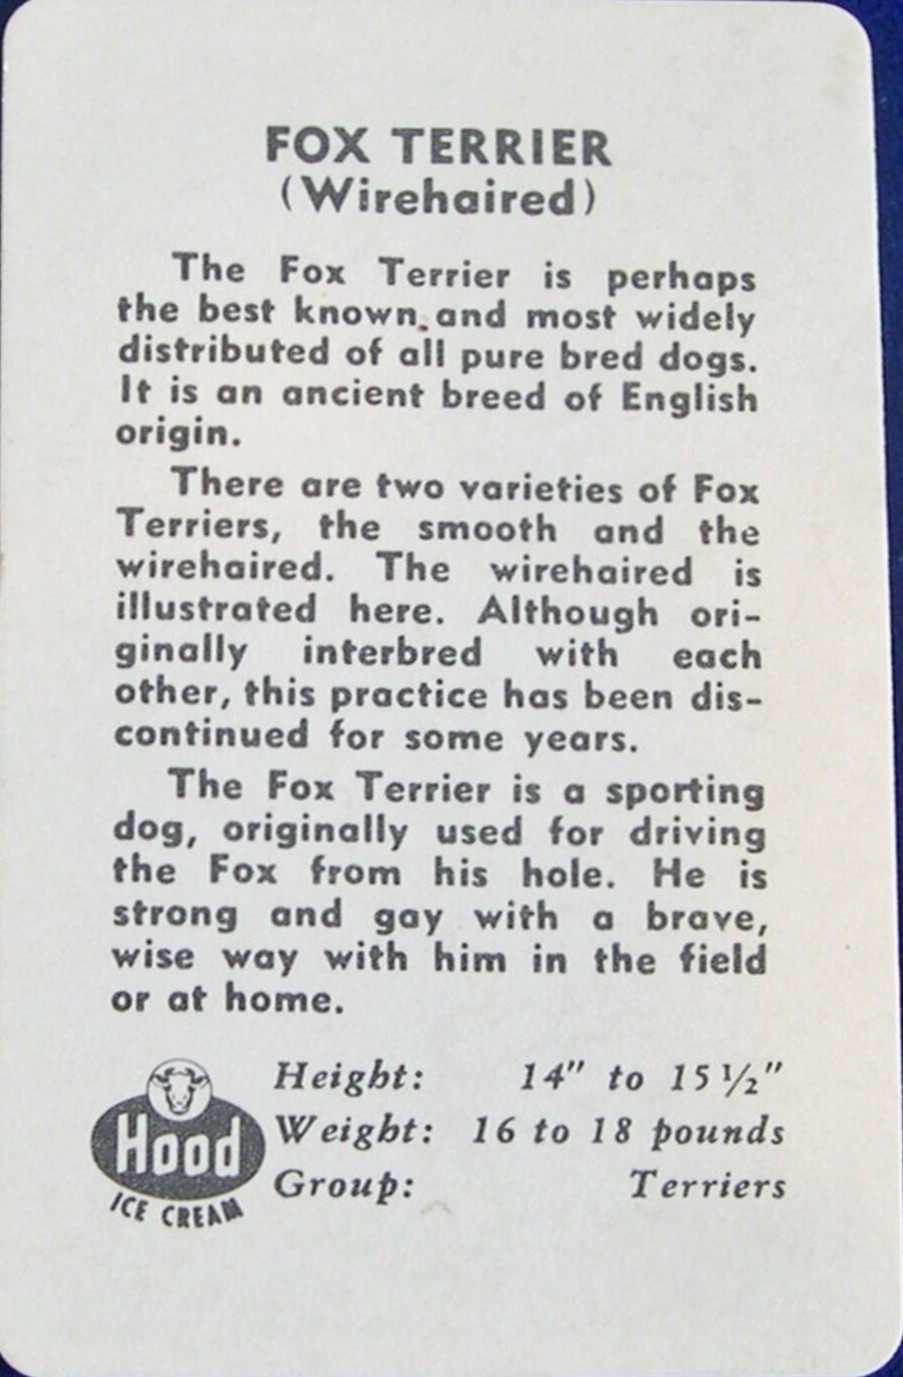 FOX TERRIER
(Wirehaired)
The Fox Terrier is perhaps
the best known and most widely
distributed of all pure bred dogs.
It is an ancient breed of English
origin.
There are two varieties of Fox
Terriers, the smooth and the
wirehaired. The wirehaired is
illustrated here. Although ori-
ginally interbred with each
other, this practice has been dis-
continued for some years.
The Fox Terrier is a sporting
dog, originally used for driving
the Fox from his hole. He is
strong and gay with a brave,
wise way with him in the field
or at home.
Height: 14" to 15½"
Weight: 16 to 18 pounds
Group: Terriers
Hood
ICE CREAM